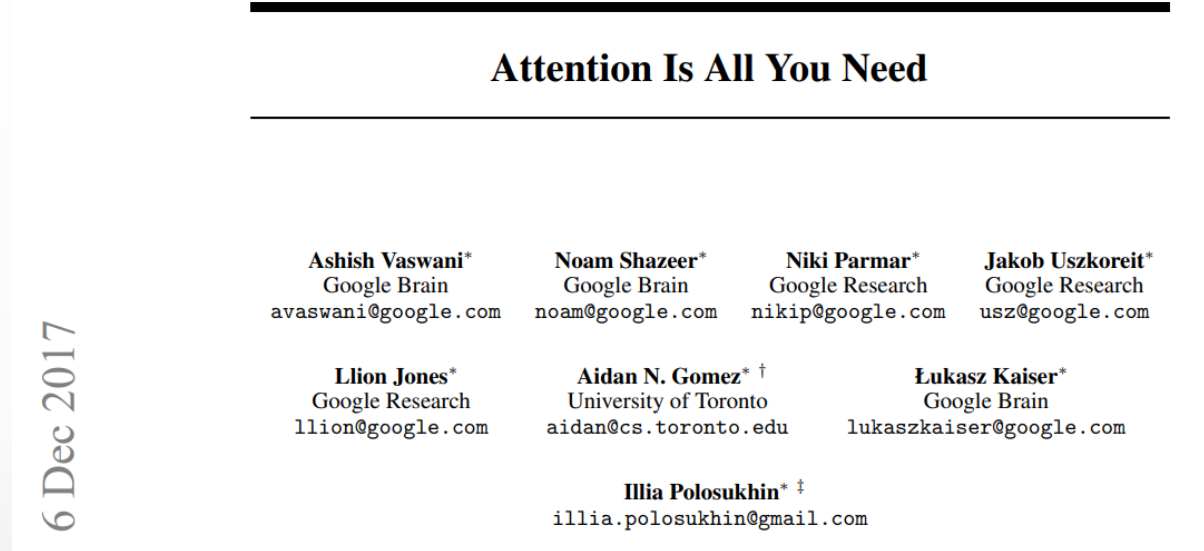 Attention Is All You Need
Ashish Vaswani* Noam Shazeer* Niki Parmar* Jakob Uszkoreit*
Google Brain Google Brain Google Research Google Research
avaswani@google.com noam@google.com nikip@google.com usz@google.com
Llion Jones* Aidan N. Gomez* † Łukasz Kaiser*
Google Research University of Toronto Google Brain
llion@google.com aidan@cs.toronto.edu lukaszkaiser@google.com
Illia Polosukhin* ‡
illia.polosukhin@gmail.com
6 Dec 2017